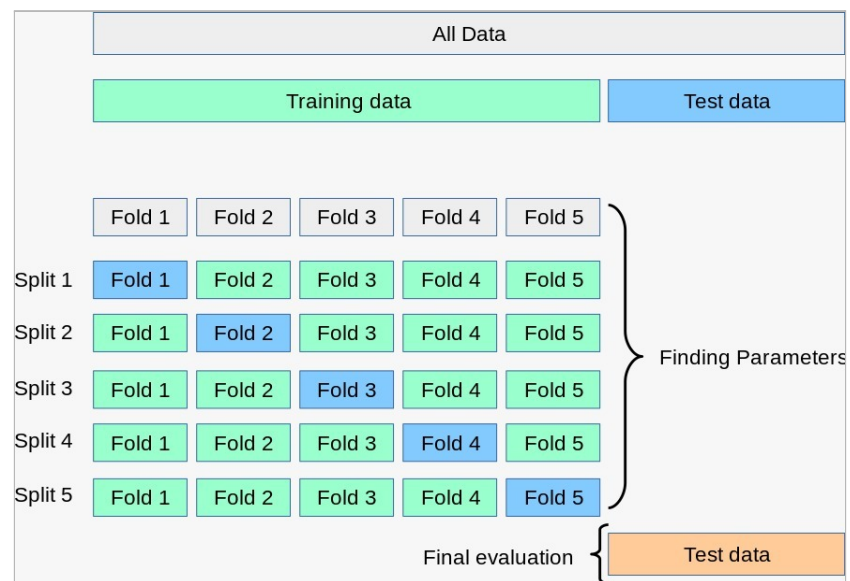 All Data
Training data Test data
Fold 1 Fold 2 Fold 3 Fold 4 Fold 5
Split 1 Fold 1 Fold 2 Fold 3 Fold 4 Fold 5
Split 2 Fold 1 Fold 2 Fold 3 Fold 4 Fold 5
Finding Parameters
Split 3 Fold 1 Fold 2 Fold 3 Fold 4 Fold 5
Split 4 Fold 1 Fold 2 Fold 3 Fold 4 Fold 5
Split 5 Fold 1 Fold 2 Fold 3 Fold 4 Fold 5
Final evaluation Test data